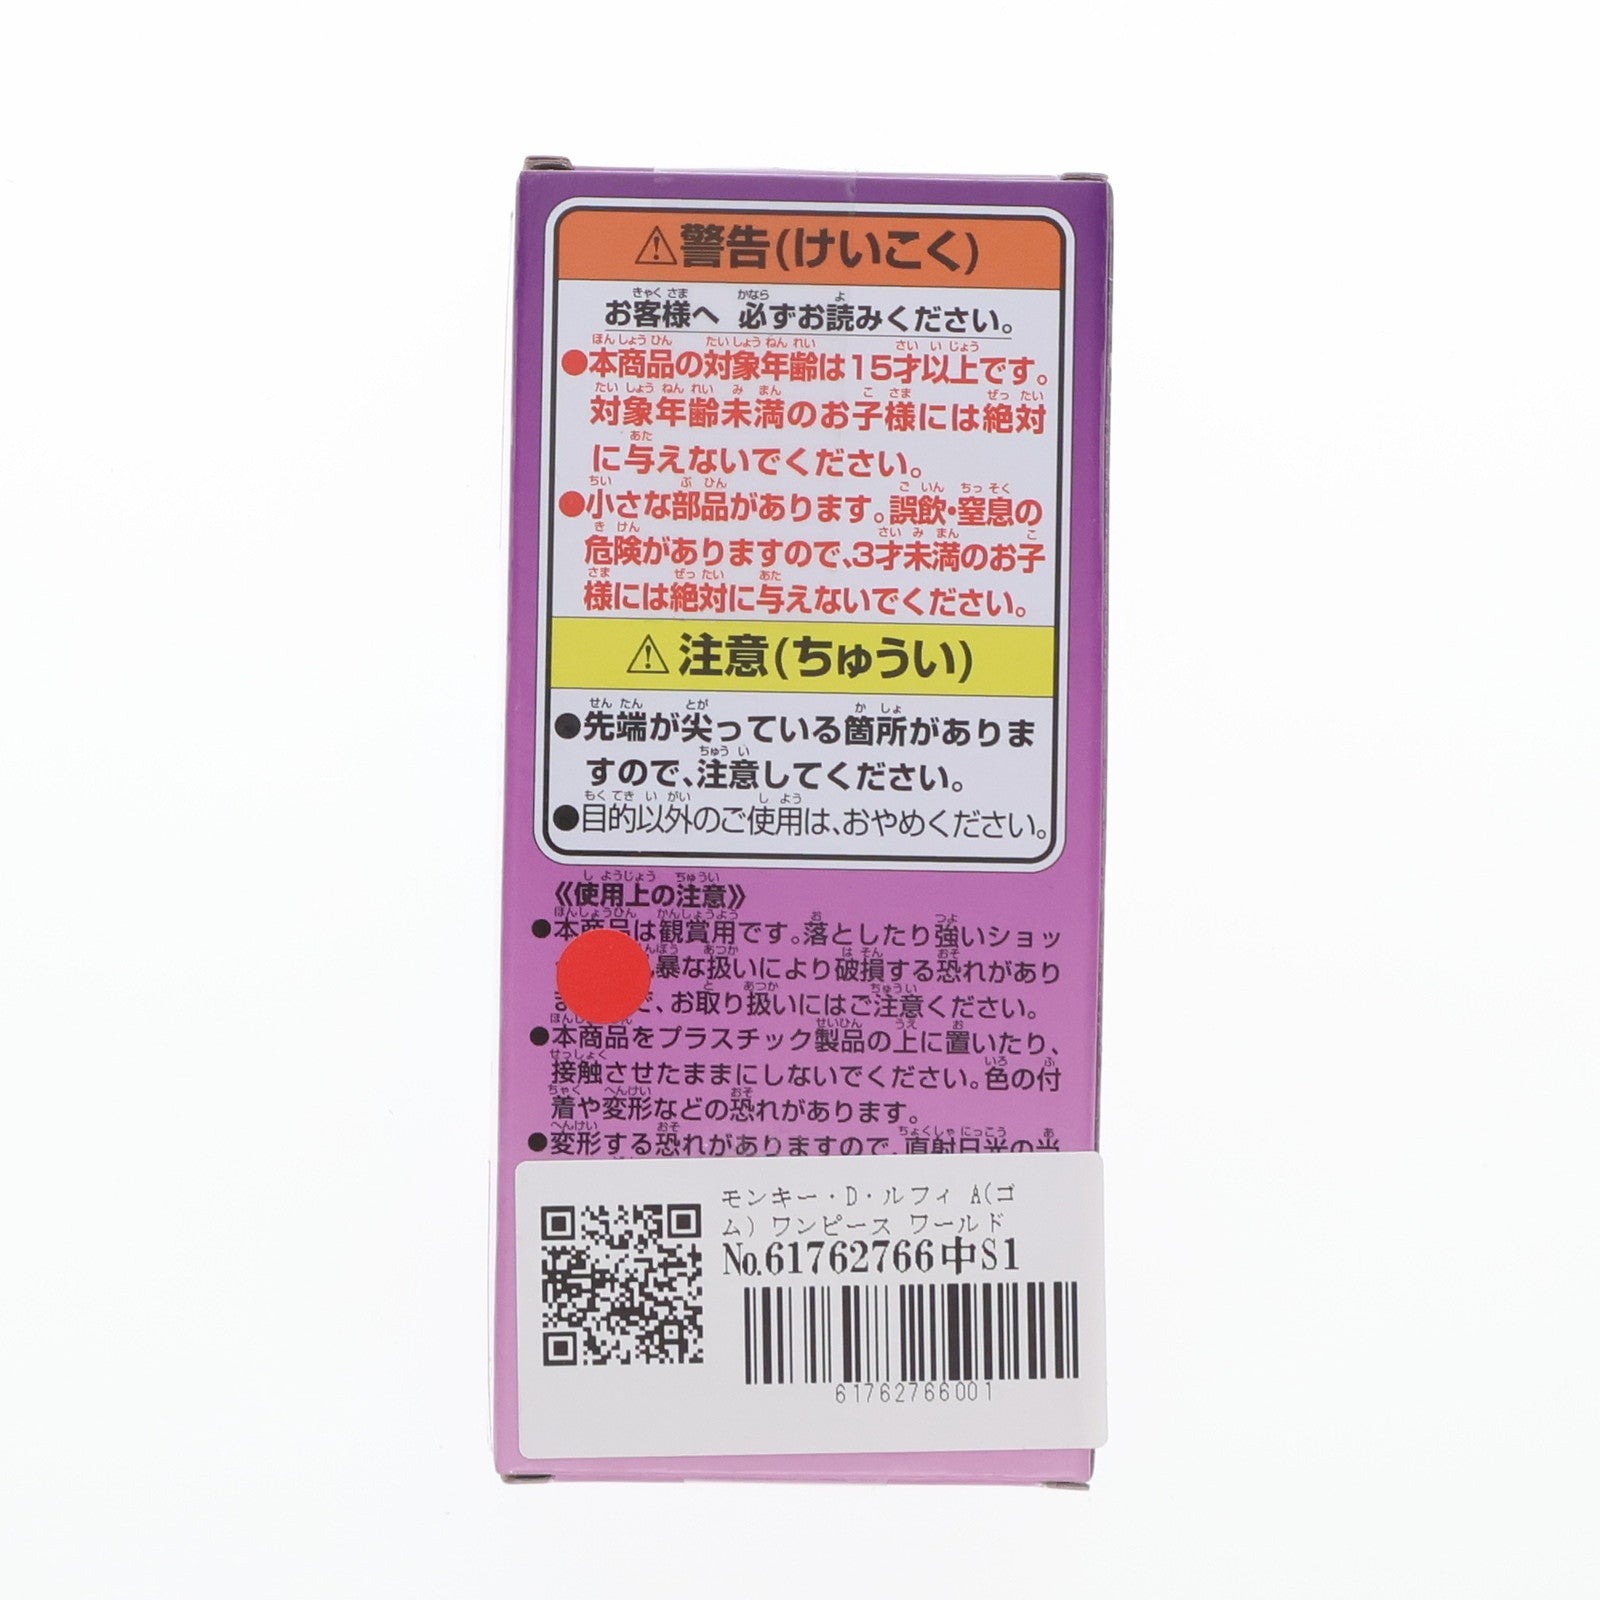 ⚠警告(けいこく)
お客様へ 必ずお読みください。
●本商品の対象年齢は15才以上です。
対象年齢未満のお子様には絶対
に与えないでください。
●小さな部品があります。誤飲・窒息の
危険がありますので、3才未満のお子
様には絶対に与えないでください。
⚠注意(ちゅうい)
●先端が尖っている箇所がありま
すので、注意してください。
●目的以外のご使用は、おやめください。
《使用上の注意》
●本商品は観賞用です。落としたり強いショッ
暴な扱いにより破損する恐れがあり
で、お取り扱いにはご注意ください。
●本商品をプラスチック製品の上に置いたり、
接触させたままにしないでください。色の付
着や変形などの恐れがあります。
●変形する恐れがありますので、直射日光の当
モンキー・D・ルフィ A(ゴ
ム) ワンピース ワールド
No.61762766中S1
61762766001